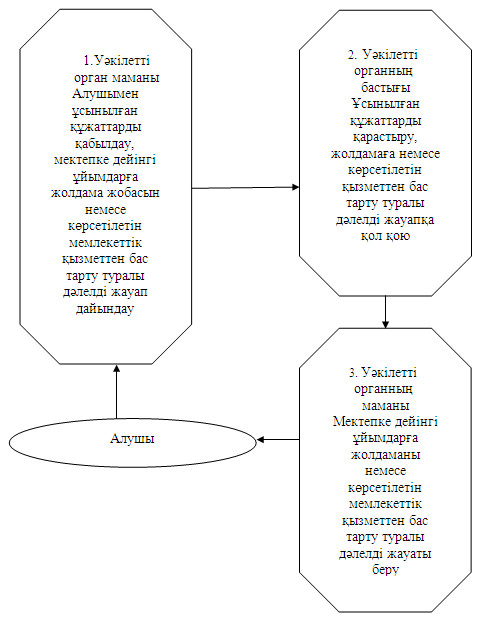 1.Уәкілетті
орган маманы
Алушымен
ұсынылған
құжаттарды
қабылдау,
мектепке дейінгі
ұйымдарға
жолдама жобасын
немесе
көрсетілетін
мемлекеттік
қызметтен бас
тарту туралы
дәлелді жауап
дайындау
2. Уәкілетті
органның
бастығы
Ұсынылған
құжаттарды
қарастыру,
жолдамаға немесе
көрсетілетін
қызметтен бас
тарту туралы
дәлелді жауапқа
қол қою
3. Уәкілетті
органның
маманы
Мектепке дейінгі
ұйымдарға
жолдаманы
немесе
көрсетілетін
мемлекеттік
қызметтен бас
тарту туралы
дәлелді жауаты
беру
Алушы